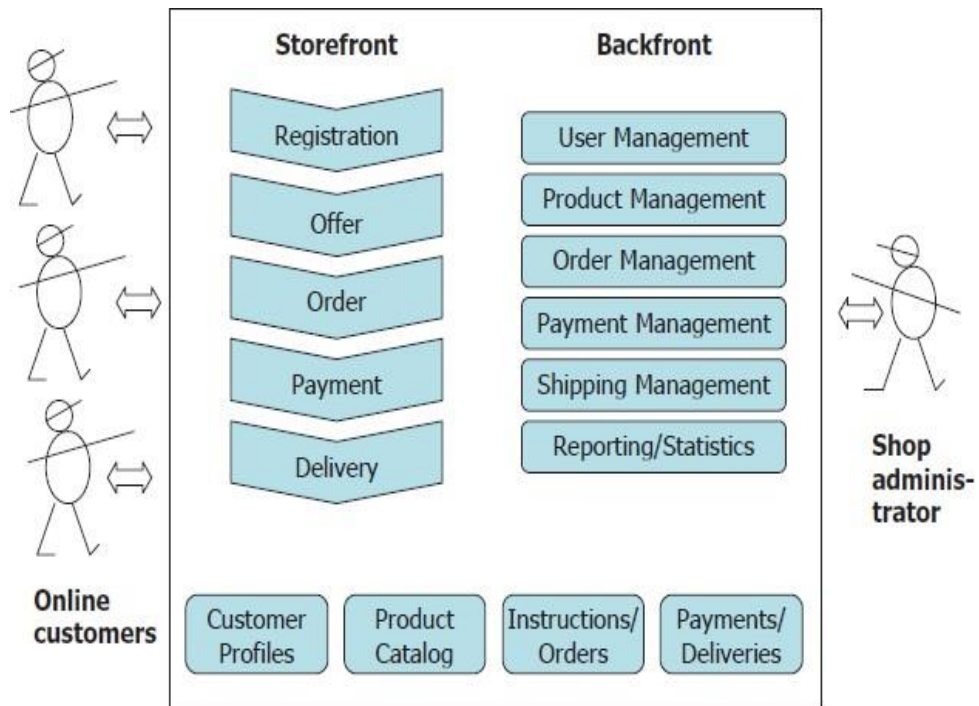 Storefront
Backfront
Registration
Offer
Order
Payment
Delivery
User Management
Product Management
Order Management
Payment Management
Shipping Management
Reporting/Statistics
Online
customers
Shop
adminis-
trator
Customer
Profiles
Product
Catalog
Instructions/
Orders
Payments/
Deliveries